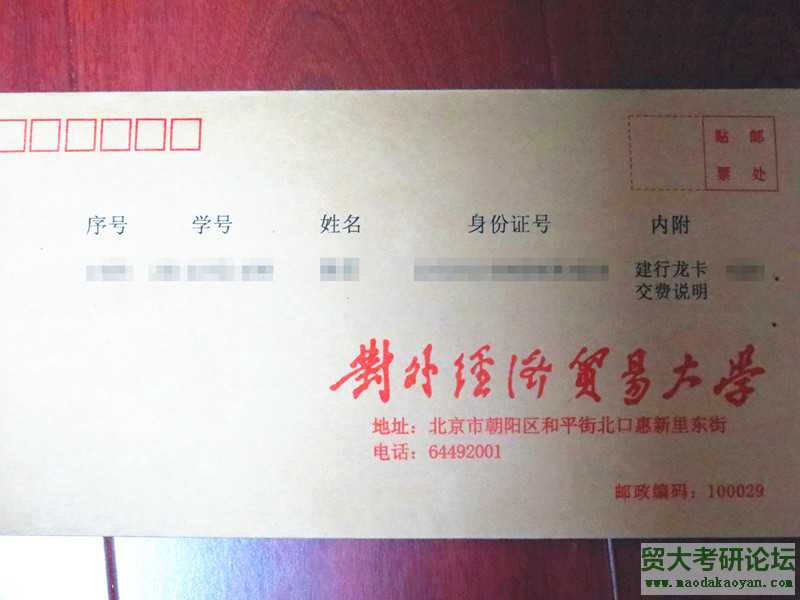 贴 邮
票 处
序号 学号 姓名 身份证号 内附
建行龙卡
交费说明
對外經濟貿易大學
地址：北京市朝阳区和平街北口惠新里东街
电话：64492001
邮政编码：100029
贸大考研论坛
www.maodakaoyan.com